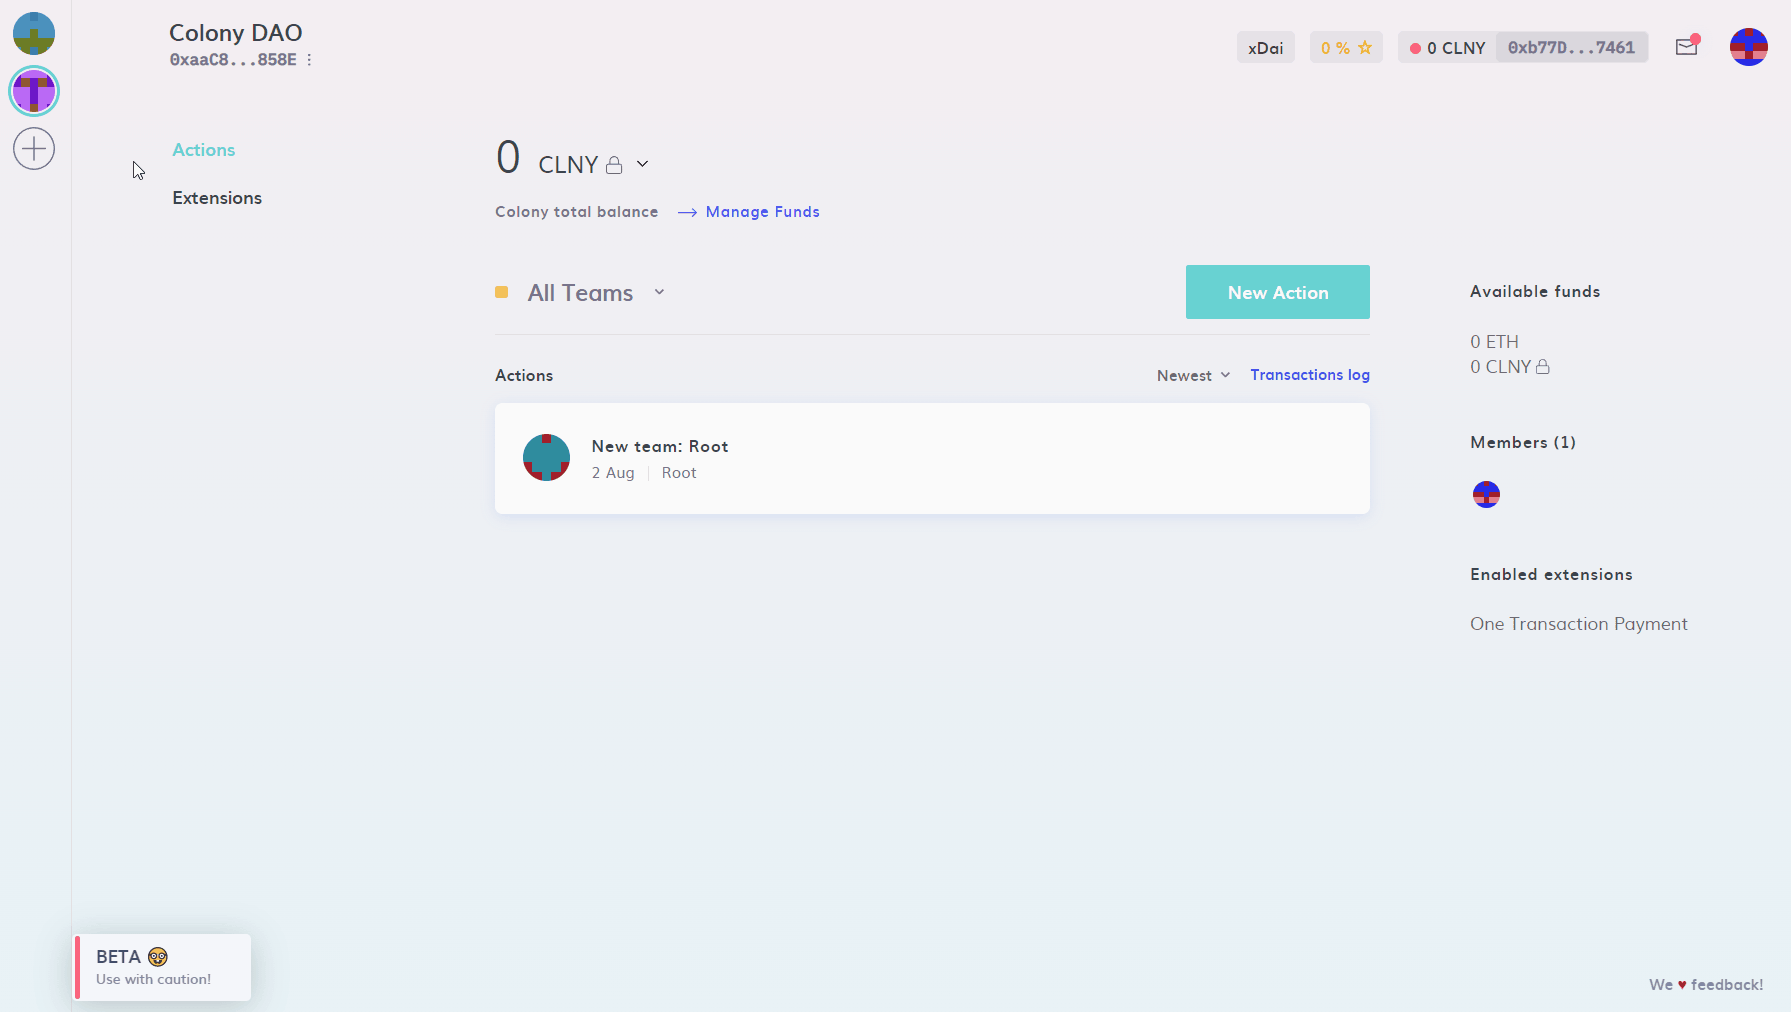 Colony DAO
0xaaC8...858E
xDai
0 %
0 CLNY
0xb77D...7461
Actions
Extensions
0 CLNY
Colony total balance
Manage Funds
All Teams
New Action
Actions
Newest
Transactions log
New team: Root
2 Aug
Root
Available funds
0 ETH
0 CLNY
Members (1)
Enabled extensions
One Transaction Payment
BETA
Use with caution!
We ♥ feedback!